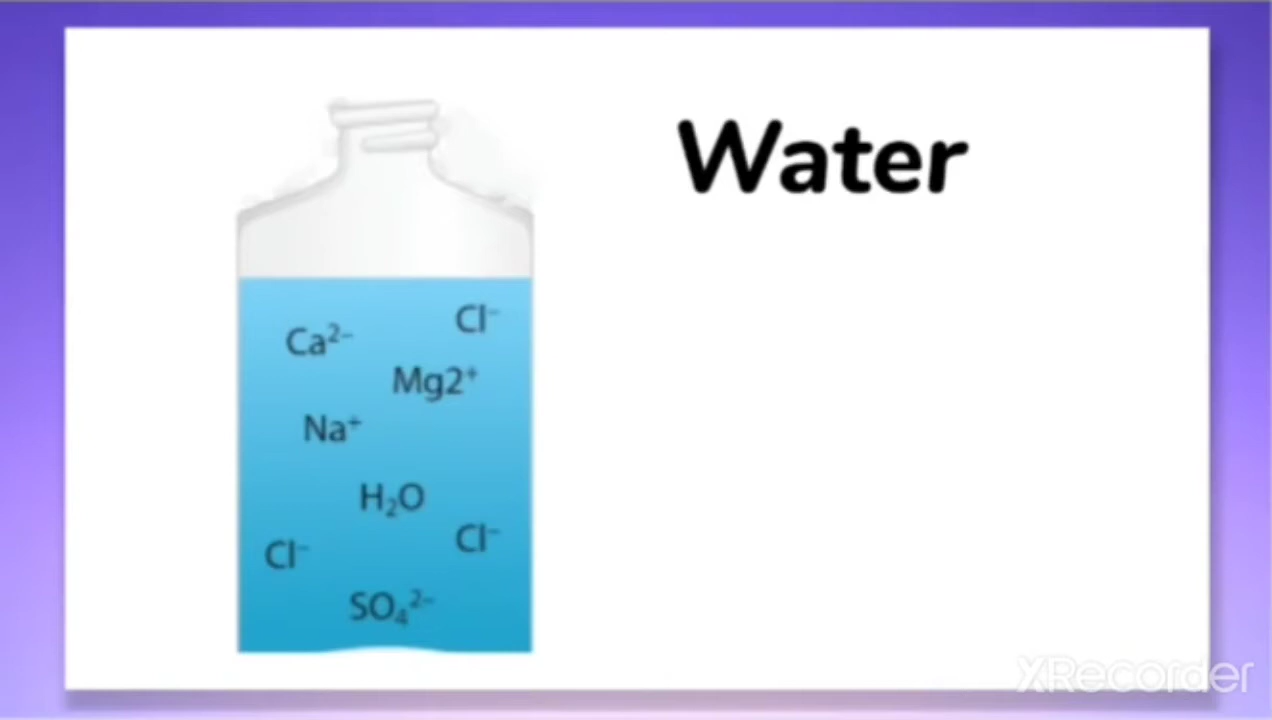 Water
Cl⁻
Ca²⁻
Mg2⁺
Na⁺
H₂O
Cl⁻
Cl⁻
SO₄²⁻
XRecorder